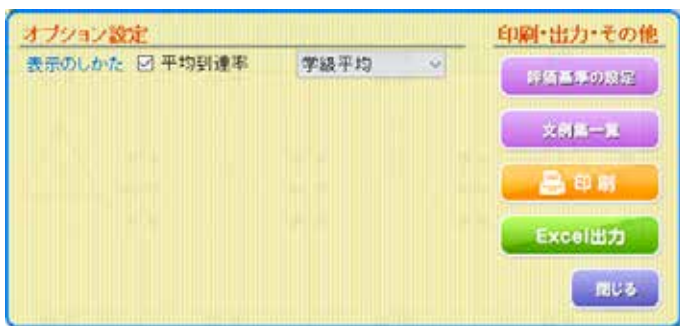 オプション設定
表示のしかた 平均到達率 学級平均
印刷・出力・その他
評価基準の設定
文例集一覧
印刷
Excel出力
閉じる